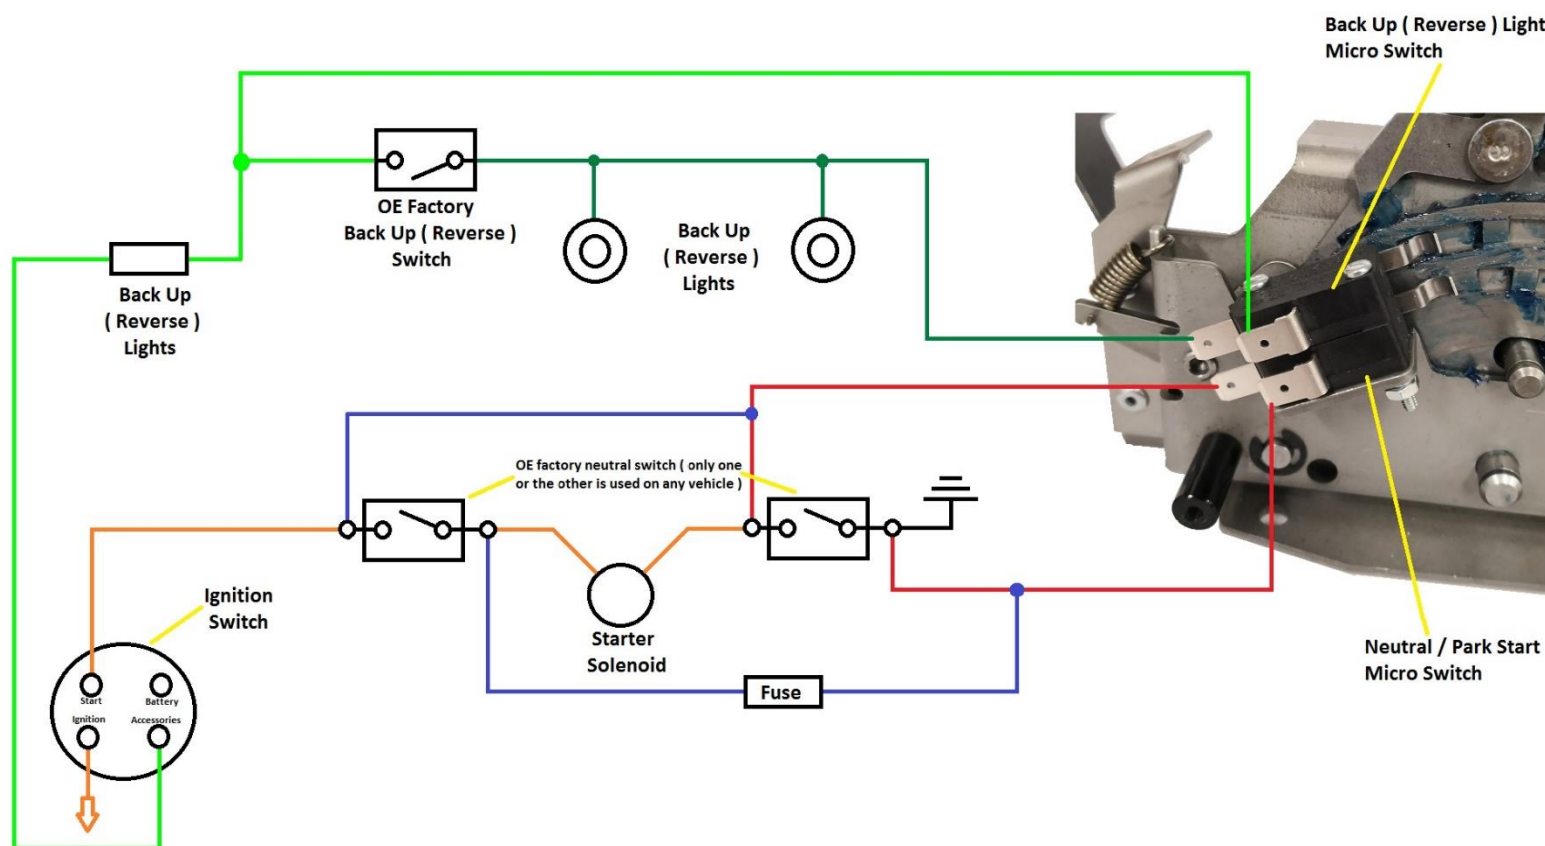 Back Up ( Reverse ) Light
Micro Switch
OE Factory
Back Up ( Reverse )
Switch
Back Up
( Reverse )
Lights
Back Up
( Reverse )
Lights
OE factory neutral switch ( only one
or the other is used on any vehicle )
Ignition
Switch
Starter
Solenoid
Neutral / Park Start
Micro Switch
Start
Battery
Fuse
Ignition
Accessories